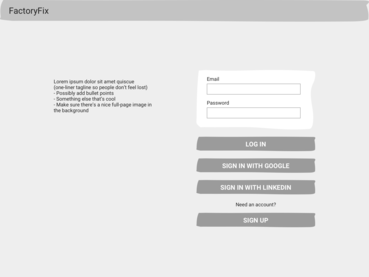 FactoryFix
Lorem ipsum dolor sit amet quiscue
(one-liner tagline so people don't feel lost)
- Possibly add bullet points
- Something else that's cool
- Make sure there's a nice full-page image in
the background
Email
Password
LOG IN
SIGN IN WITH GOOGLE
SIGN IN WITH LINKEDIN
Need an account?
SIGN UP